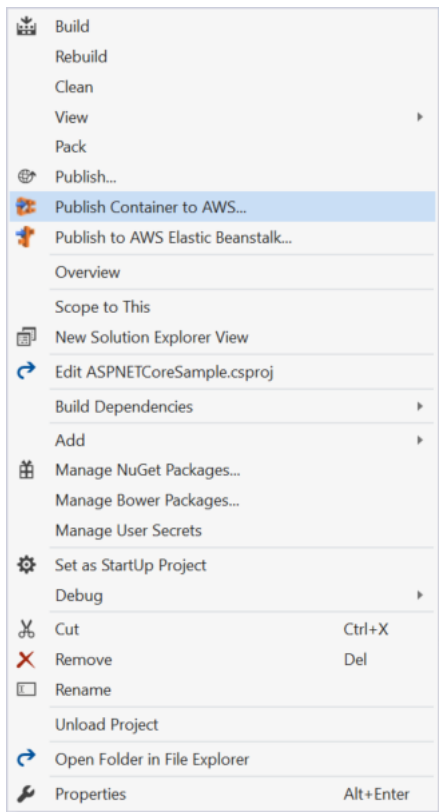 Build
Rebuild
Clean
View
Pack
Publish...
Publish Container to AWS...
Publish to AWS Elastic Beanstalk...
Overview
Scope to This
New Solution Explorer View
Edit ASPNETCoreSample.csproj
Build Dependencies
Add
Manage NuGet Packages...
Manage Bower Packages...
Manage User Secrets
Set as StartUp Project
Debug
Cut Ctrl+X
Remove Del
Rename
Unload Project
Open Folder in File Explorer
Properties Alt+Enter